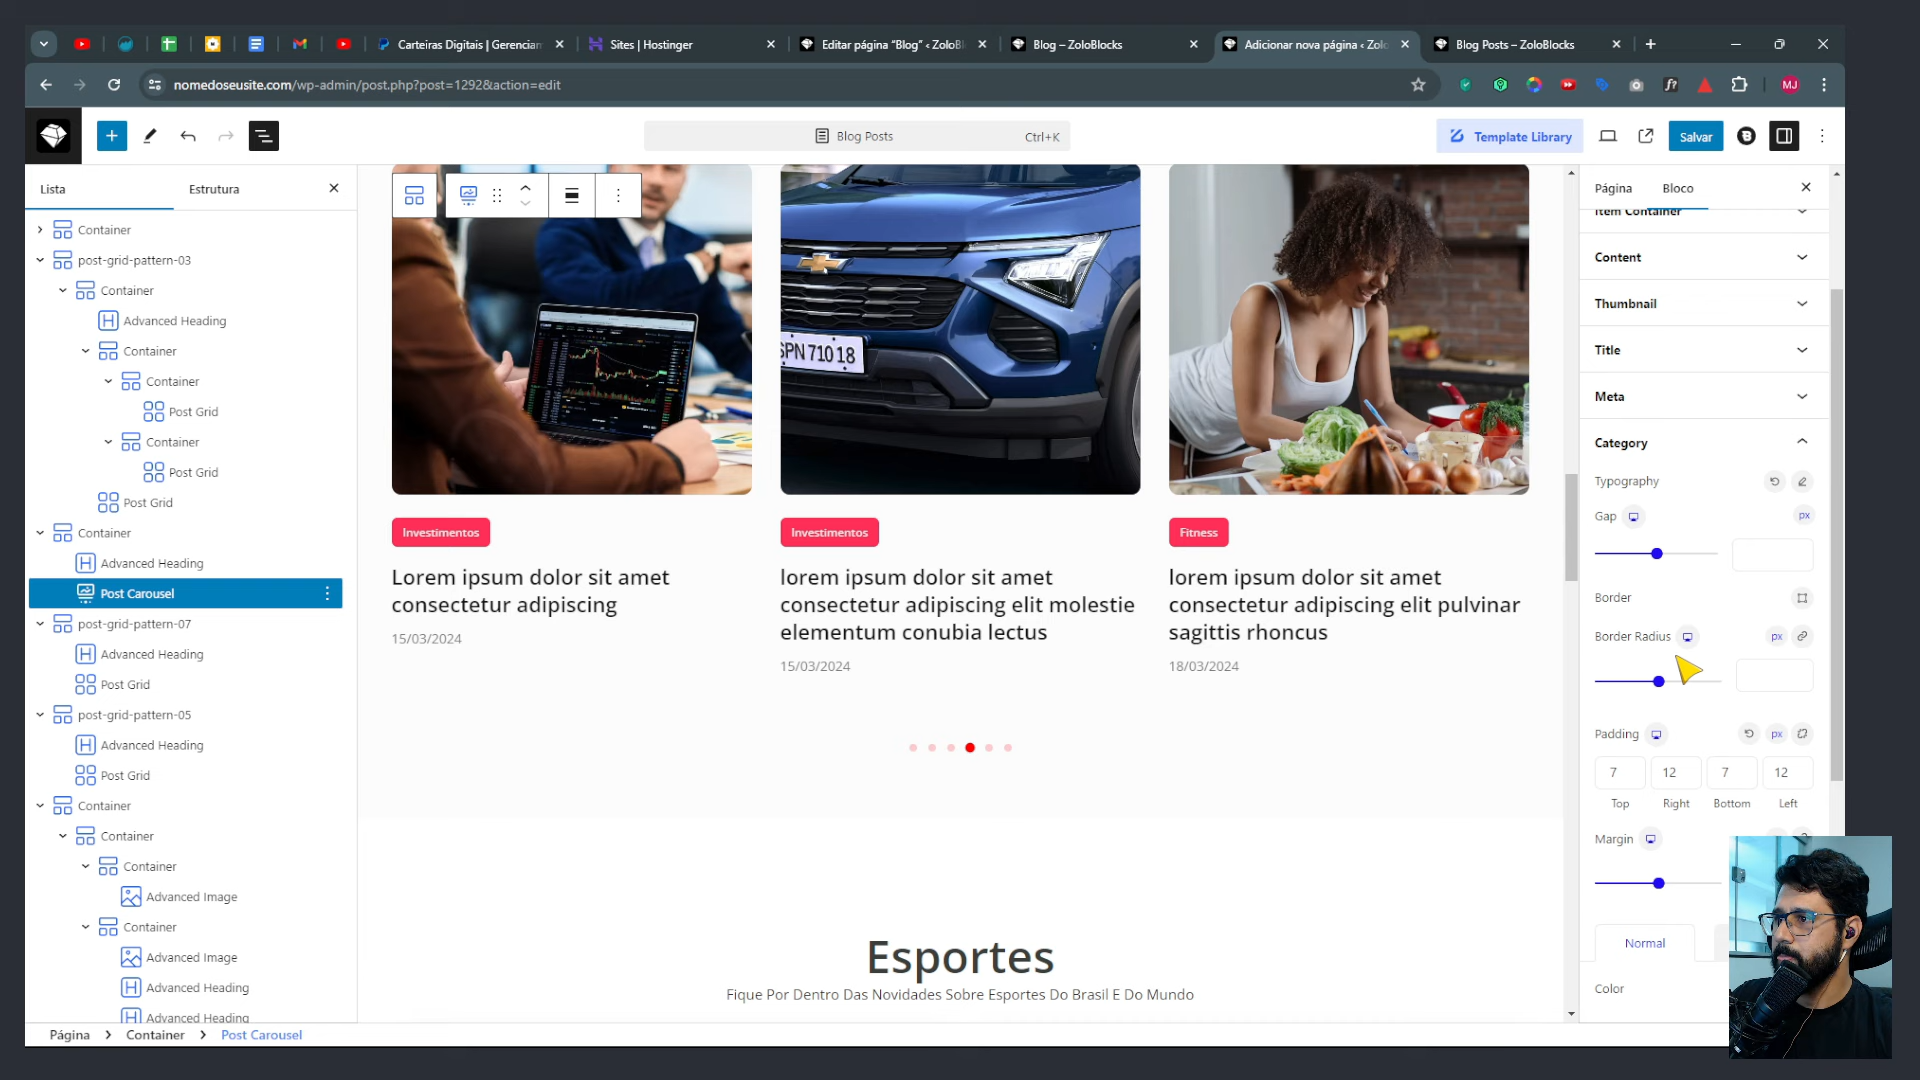 Carteiras Digitais | Gerenciam
Sites | Hostinger
Editar página “Blog” ‹ ZoloBl
Blog – ZoloBlocks
Adicionar nova página ‹ Zolo
Blog Posts – ZoloBlocks
nomedoseusite.com/wp-admin/post.php?post=1292&action=edit
MJ
Blog Posts
Ctrl+K
Template Library
Salvar
Lista
Estrutura
Container
post-grid-pattern-03
Container
Advanced Heading
Container
Container
Post Grid
Container
Post Grid
Post Grid
Container
Advanced Heading
Post Carousel
post-grid-pattern-07
Advanced Heading
Post Grid
post-grid-pattern-05
Advanced Heading
Post Grid
Container
Container
Container
Advanced Image
Container
Advanced Image
Advanced Heading
Advanced Heading
SPN 710 18
Investimentos
Investimentos
Fitness
Lorem ipsum dolor sit amet
consectetur adipiscing
15/03/2024
lorem ipsum dolor sit amet
consectetur adipiscing elit molestie
elementum conubia lectus
15/03/2024
lorem ipsum dolor sit amet
consectetur adipiscing elit pulvinar
sagittis rhoncus
18/03/2024
Esportes
Fique Por Dentro Das Novidades Sobre Esportes Do Brasil E Do Mundo
Página
Bloco
Item Container
Content
Thumbnail
Title
Meta
Category
Typography
Gap
px
Border
Border Radius
px
Padding
px
7
12
7
12
Top
Right
Bottom
Left
Margin
Normal
Color
Página
Container
Post Carousel